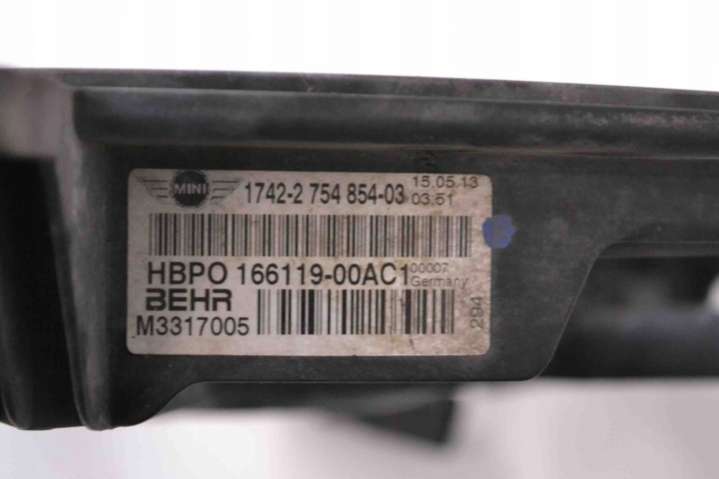 MINI 1742-2 754 854-03 15.05.13
03:51
HBPO 166119-00AC1 00007
Germany
BEHR
M3317005
294